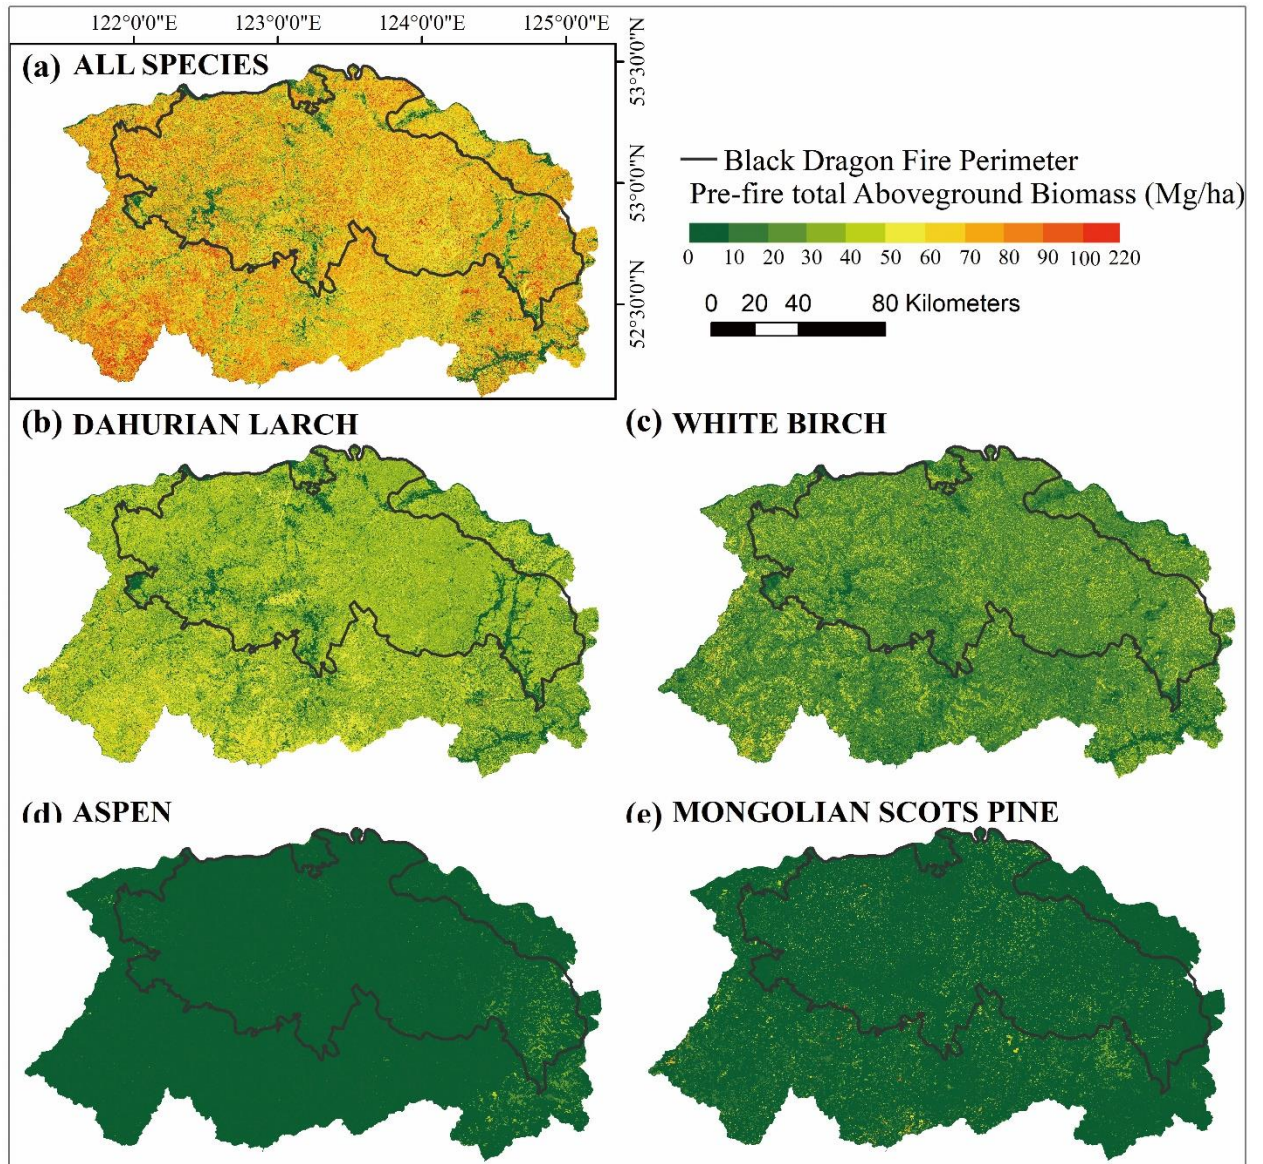 122°0'0"E 123°0'0"E 124°0'0"E 125°0'0"E
(a) ALL SPECIES
53°30'0"N
53°0'0"N
52°30'0"N
Black Dragon Fire Perimeter
Pre-fire total Aboveground Biomass (Mg/ha)
0 10 20 30 40 50 60 70 80 90 100 220
0 20 40 80 Kilometers
(b) DAHURIAN LARCH
(c) WHITE BIRCH
(d) ASPEN
(e) MONGOLIAN SCOTS PINE